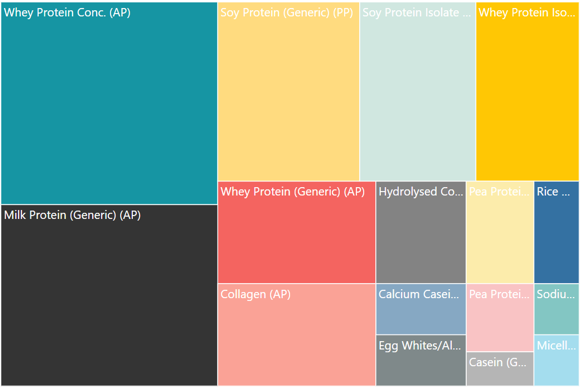 Whey Protein Conc. (AP)
Soy Protein (Generic) (PP)
Soy Protein Isolate ...
Whey Protein Iso...
Whey Protein (Generic) (AP)
Hydrolysed Co...
Pea Protei...
Rice ...
Milk Protein (Generic) (AP)
Collagen (AP)
Calcium Casei...
Pea Protei...
Sodiu...
Egg Whites/Al...
Micell...
Casein (G...